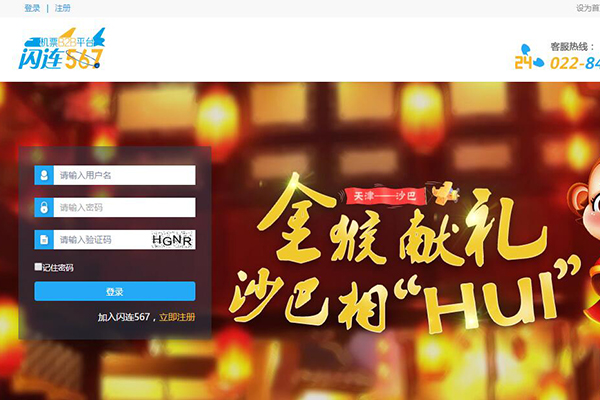 登录 | 注册
设为首
机票B2B平台
闪连567
客服热线：
24
022-84
请输入用户名
请输入密码
请输入验证码
HGNR
记住密码
登录
加入闪连567，立即注册
天津——沙巴
金猴献礼
沙巴相“HUI”